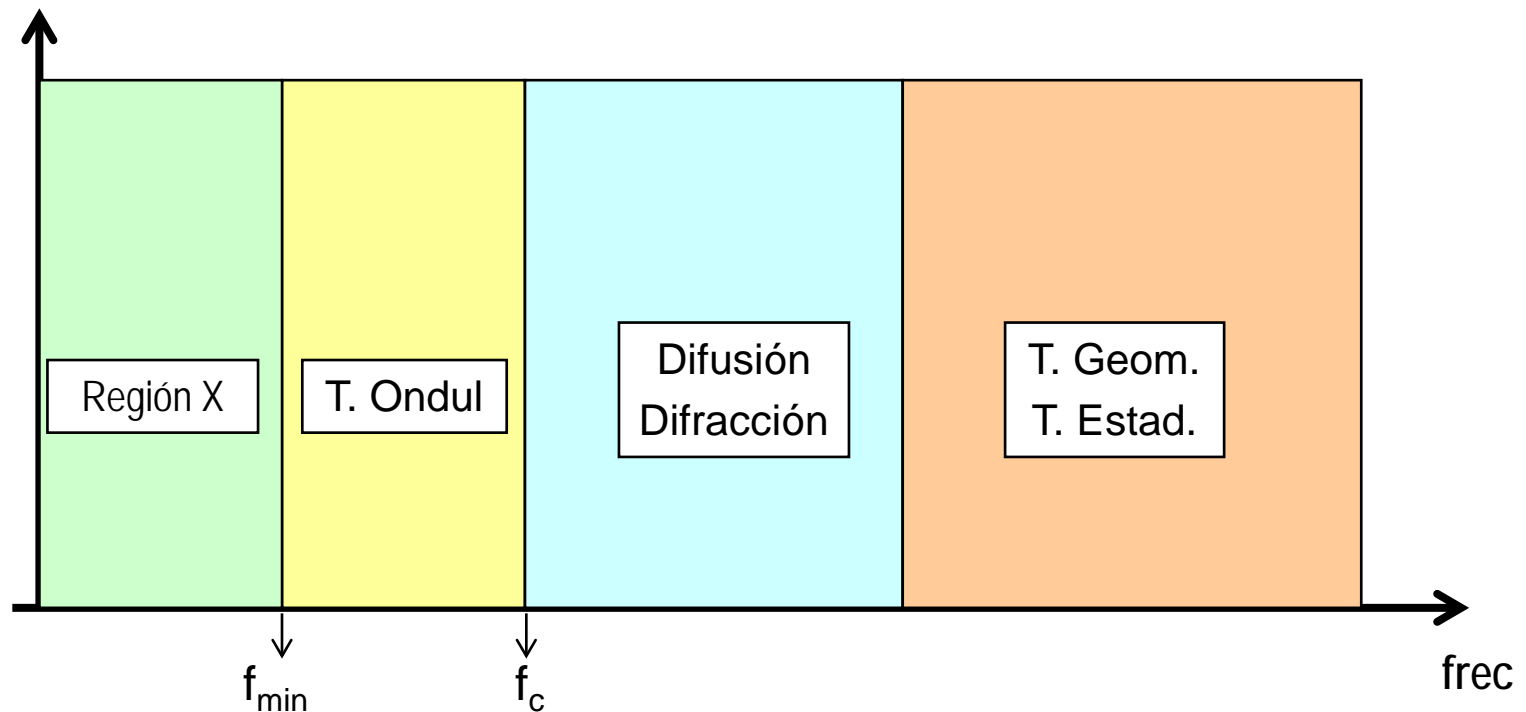 Región X
T. Ondul
Difusión
Difracción
T. Geom.
T. Estad.
fmin
fc
frec